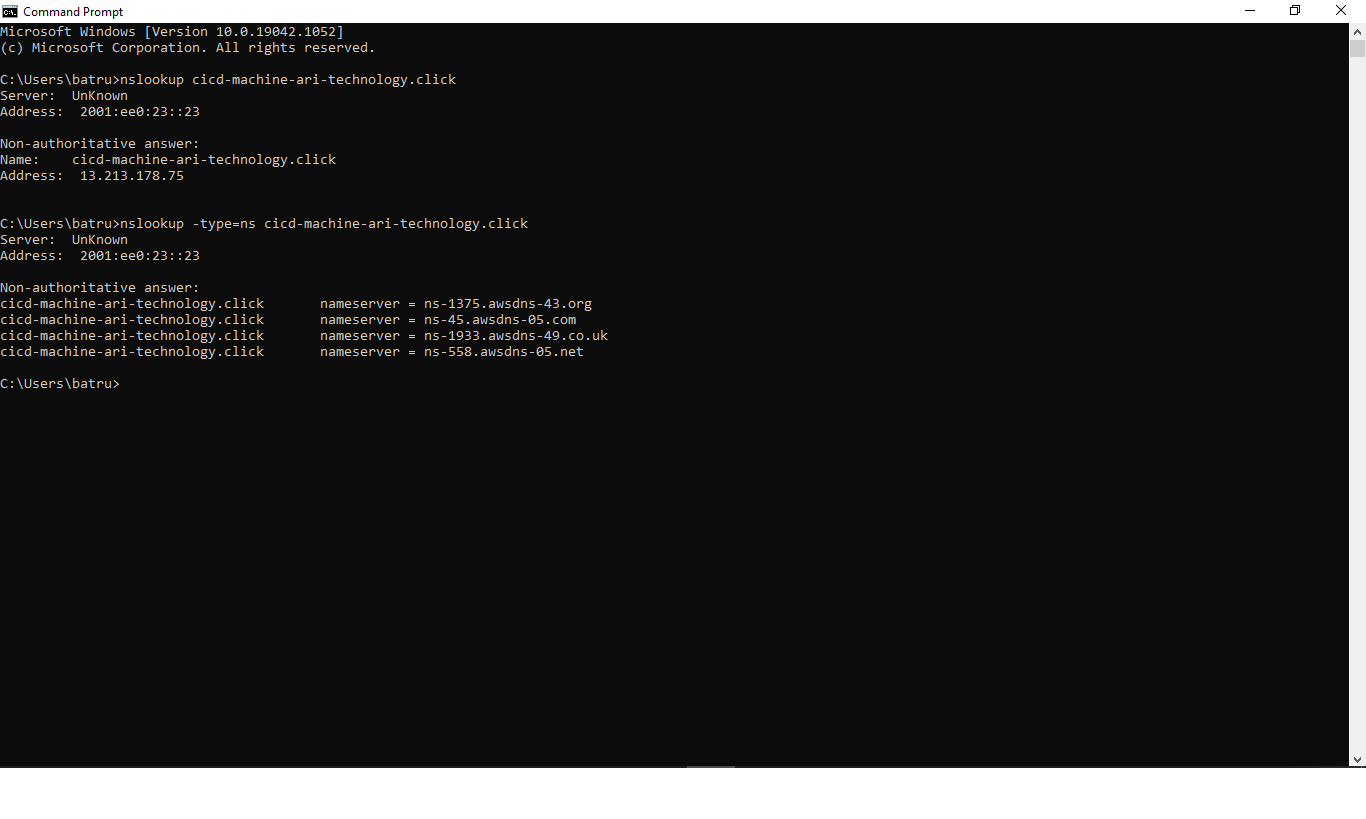 Command Prompt
Microsoft Windows [Version 10.0.19042.1052]
(c) Microsoft Corporation. All rights reserved.
C:\Users\batru>nslookup cicd-machine-ari-technology.click
Server:  UnKnown
Address:  2001:ee0:23::23
Non-authoritative answer:
Name:    cicd-machine-ari-technology.click
Address:  13.213.178.75
C:\Users\batru>nslookup -type=ns cicd-machine-ari-technology.click
Server:  UnKnown
Address:  2001:ee0:23::23
Non-authoritative answer:
cicd-machine-ari-technology.click       nameserver = ns-1375.awsdns-43.org
cicd-machine-ari-technology.click       nameserver = ns-45.awsdns-05.com
cicd-machine-ari-technology.click       nameserver = ns-1933.awsdns-49.co.uk
cicd-machine-ari-technology.click       nameserver = ns-558.awsdns-05.net
C:\Users\batru>